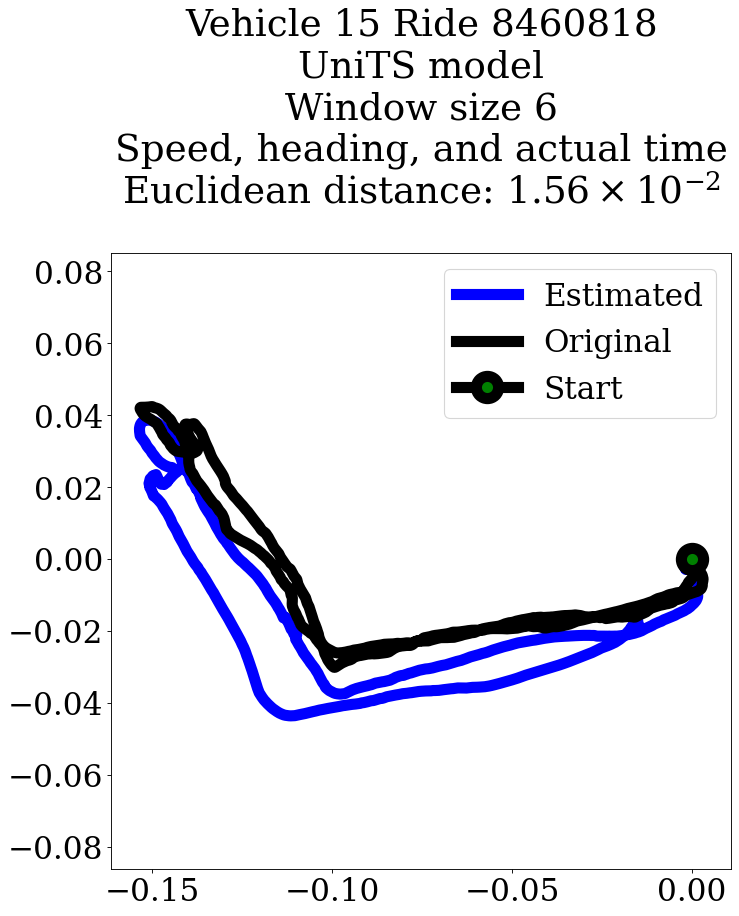 Vehicle 15 Ride 8460818
UniTS model
Window size 6
Speed, heading, and actual time
Euclidean distance: 1.56 × 10⁻²
Estimated
Original
Start
0.08
0.06
0.04
0.02
0.00
−0.02
−0.04
−0.06
−0.08
−0.15 −0.10 −0.05 0.00